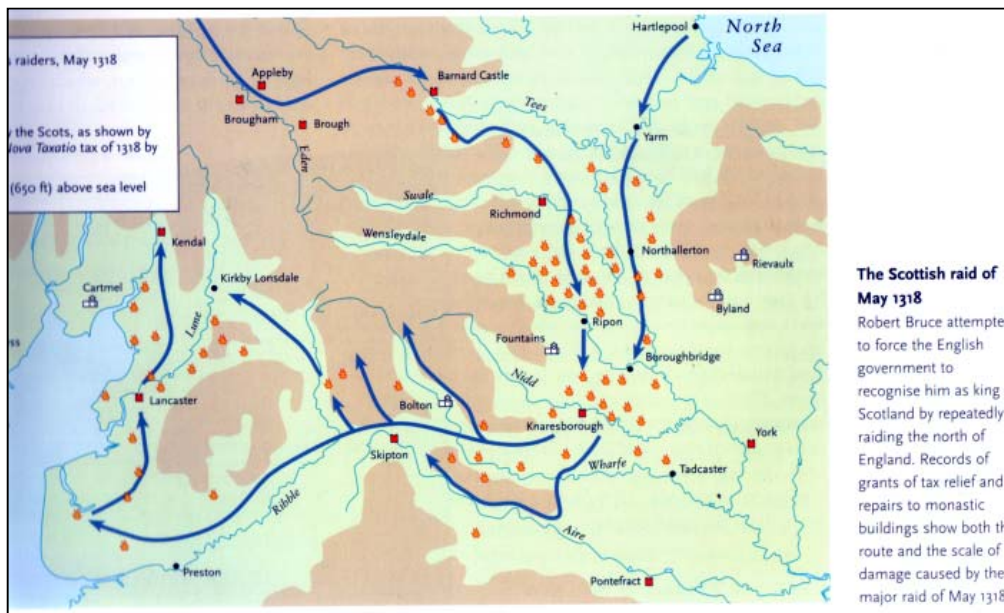 s raiders, May 1318
y the Scots, as shown by
Nova Taxatio tax of 1318 by
(650 ft) above sea level
Hartlepool
North
Sea
Appleby
Barnard Castle
Brougham
Brough
Tees
Yarm
Eden
Swale
Richmond
Wensleydale
Kendal
Northallerton
Rievaulx
Kirkby Lonsdale
Cartmel
Byland
Lune
Ripon
Fountains
Boroughbridge
Nidd
Lancaster
Bolton
Knaresborough
York
Skipton
Wharfe
Tadcaster
Ribble
Aire
Preston
Pontefract
ess
The Scottish raid of
May 1318
Robert Bruce attempte
to force the English
government to
recognise him as king
Scotland by repeatedly
raiding the north of
England. Records of
grants of tax relief and
repairs to monastic
buildings show both th
route and the scale of
damage caused by the
major raid of May 1318